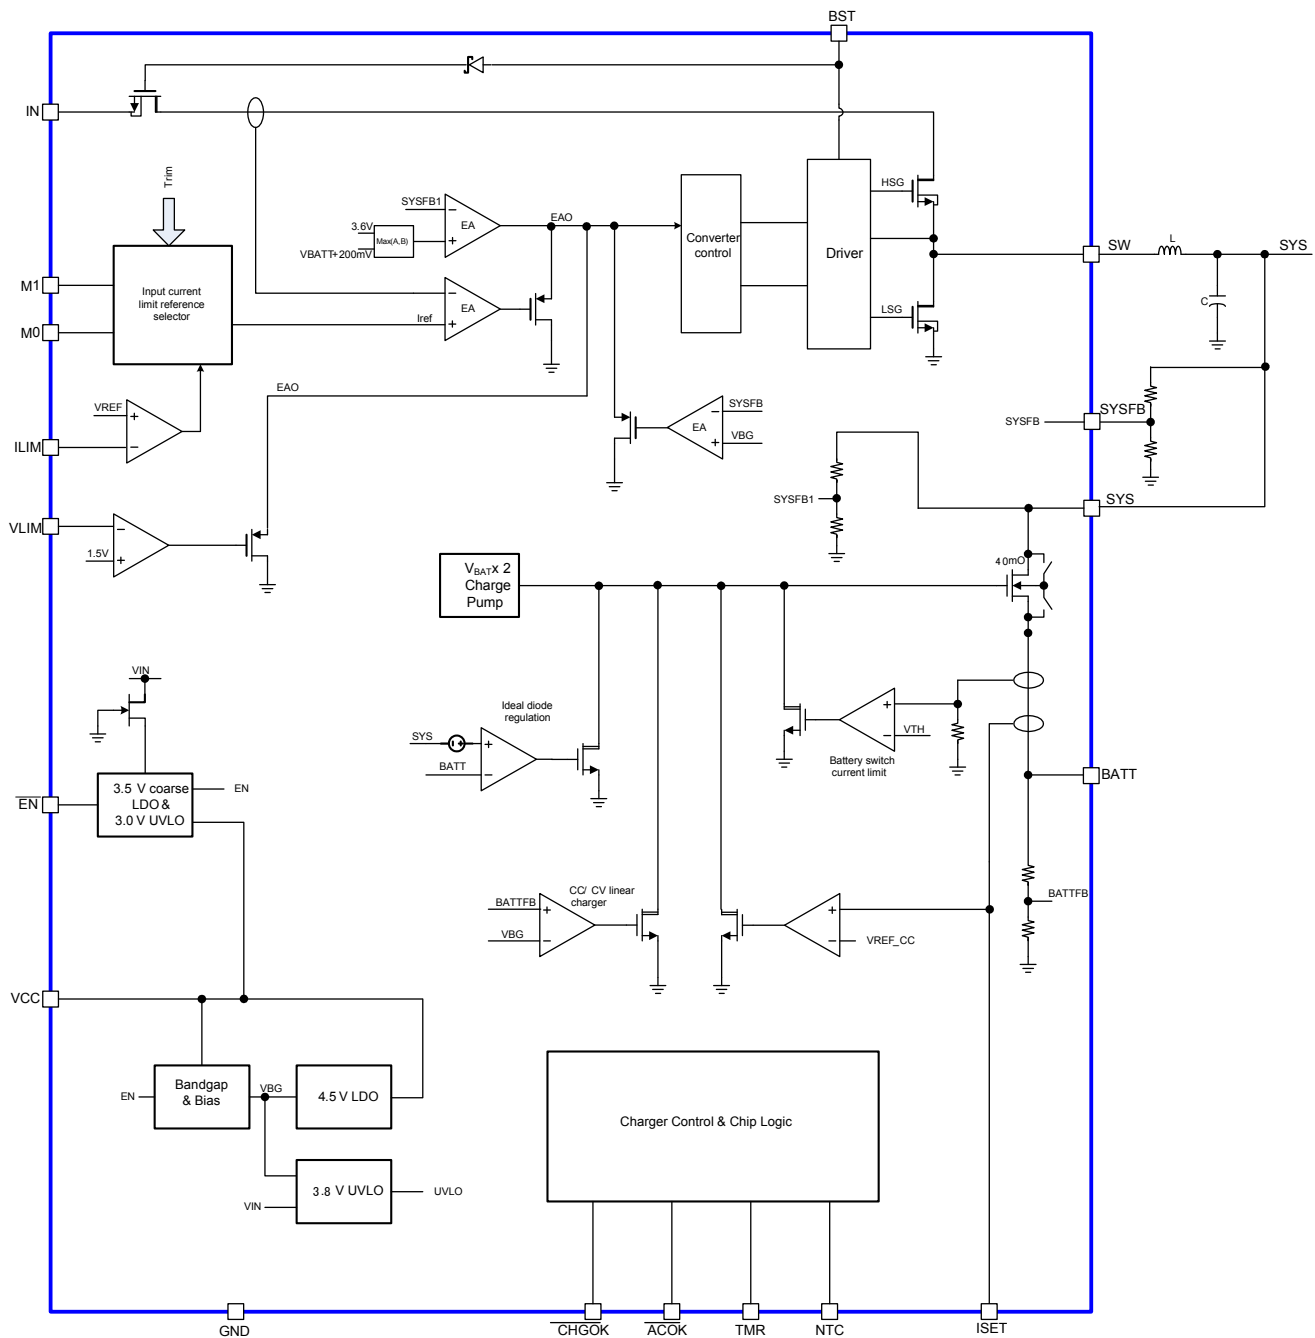 BST
IN
Trim
HSG
SYSFB1
EAO
EA
3.6V
Max(A,B)
VBATT+200mV
Converter
control
Driver
SW
L
SYS
M1
Input current
limit reference
selector
EA
Iref
M0
LSG
C
EAO
VREF
SYSFB
EA
VBG
SYSFB
SYSFB
ILIM
SYSFB1
SYS
VLIM
1.5V
VBAT x 2
Charge
Pump
40mO
VIN
Ideal diode
regulation
SYS
BATT
VTH
Battery switch
current limit
BATT
EN
3.5 V coarse
LDO &
3.0 V UVLO
EN
CC/ CV linear
charger
BATTFB
VBG
VREF_CC
BATTFB
VCC
EN
Bandgap
& Bias
VBG
4.5 V LDO
Charger Control & Chip Logic
3.8 V UVLO
UVLO
VIN
GND
CHGOK
ACOK
TMR
NTC
ISET